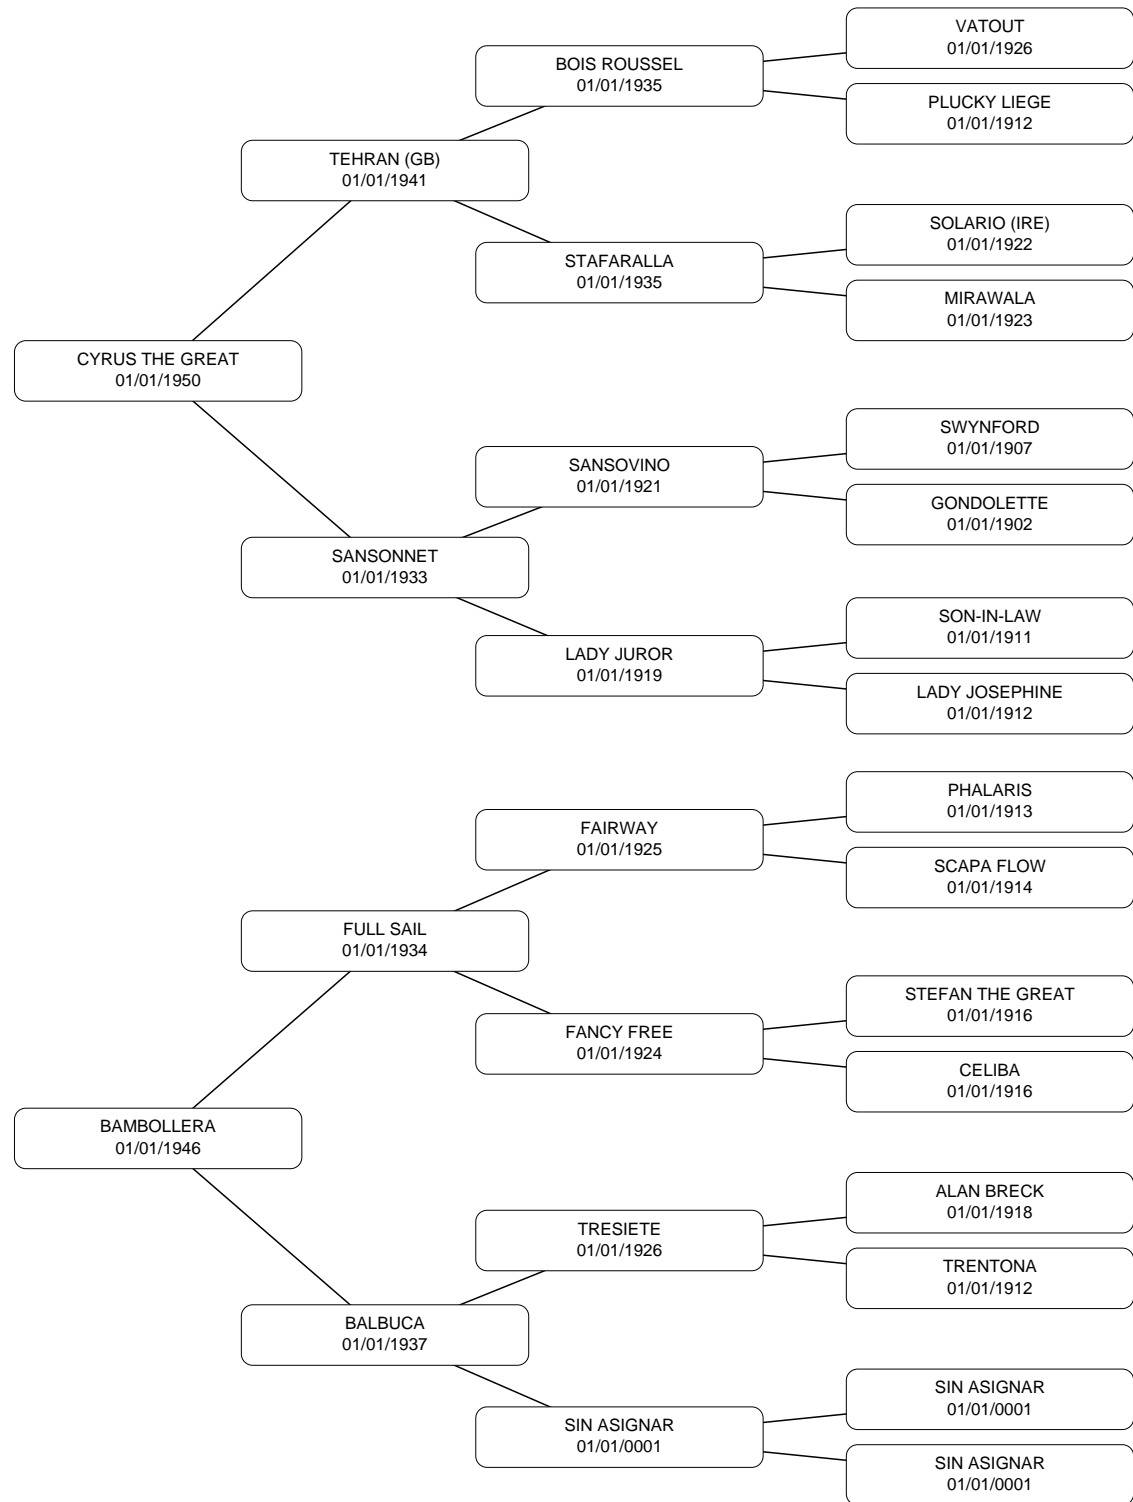 VATOUT
01/01/1926
BOIS ROUSSEL
01/01/1935
PLUCKY LIEGE
01/01/1912
TEHRAN (GB)
01/01/1941
SOLARIO (IRE)
01/01/1922
STAFARALLA
01/01/1935
MIRAWALA
01/01/1923
CYRUS THE GREAT
01/01/1950
SWYNFORD
01/01/1907
SANSOVINO
01/01/1921
GONDOLETTE
01/01/1902
SANSONNET
01/01/1933
SON-IN-LAW
01/01/1911
LADY JUROR
01/01/1919
LADY JOSEPHINE
01/01/1912
PHALARIS
01/01/1913
FAIRWAY
01/01/1925
SCAPA FLOW
01/01/1914
FULL SAIL
01/01/1934
STEFAN THE GREAT
01/01/1916
FANCY FREE
01/01/1924
CELIBA
01/01/1916
BAMBOLLERA
01/01/1946
ALAN BRECK
01/01/1918
TRESIETE
01/01/1926
TRENTONA
01/01/1912
BALBUCA
01/01/1937
SIN ASIGNAR
01/01/0001
SIN ASIGNAR
01/01/0001
SIN ASIGNAR
01/01/0001